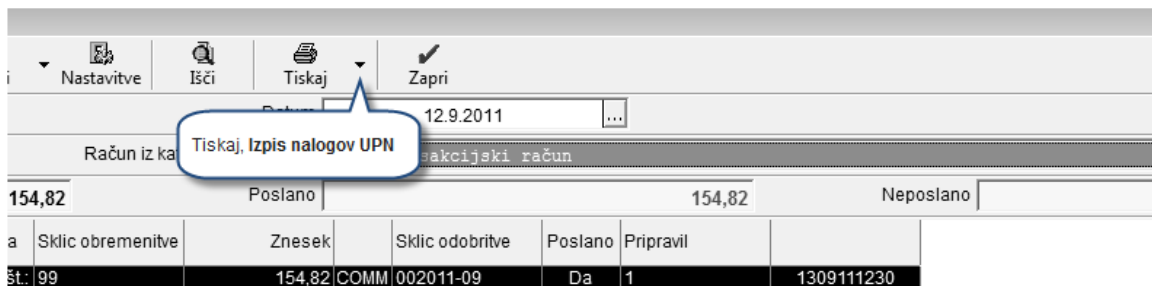 Nastavitve Išči Tiskaj Zapri
12.9.2011 ...
Tiskaj, Izpis nalogov UPN
Račun iz ka sakcijski račun
154,82 Poslano 154,82 Neposlano
a Sklic obremenitve Znesek Sklic odobritve Poslano Pripravil
št.: 99 154,82 COMM 002011-09 Da 1 1309111230